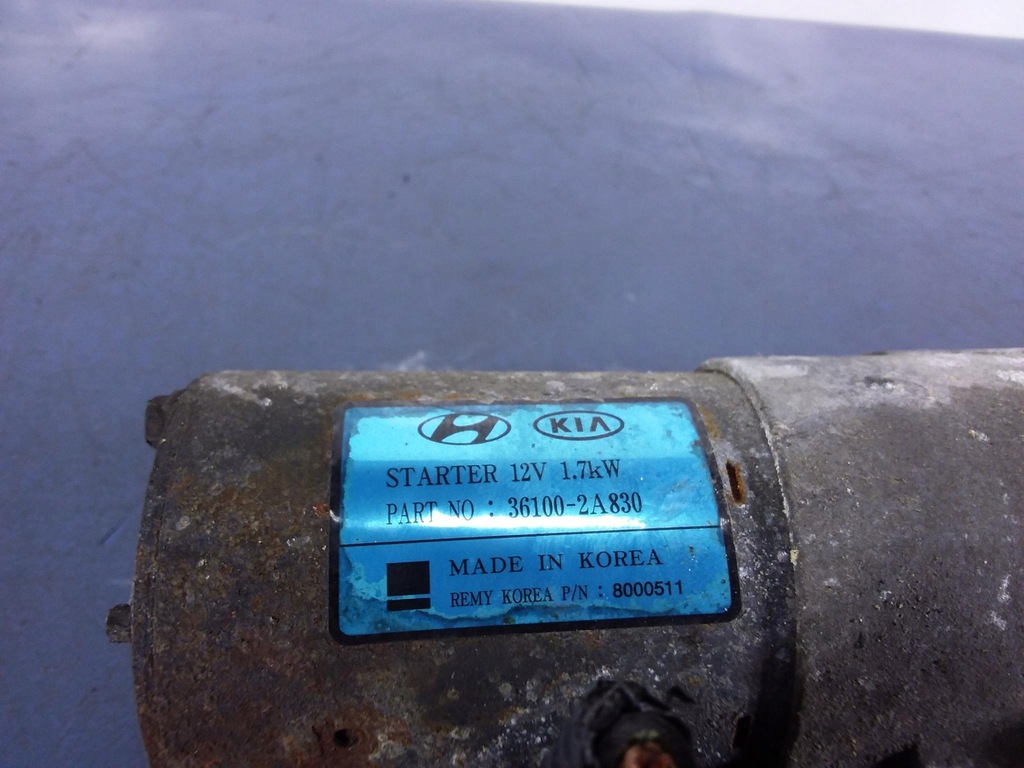 KIA
STARTER 12V 1.7kW
PART NO : 36100-2A830
MADE IN KOREA
REMY KOREA P/N : 8000511